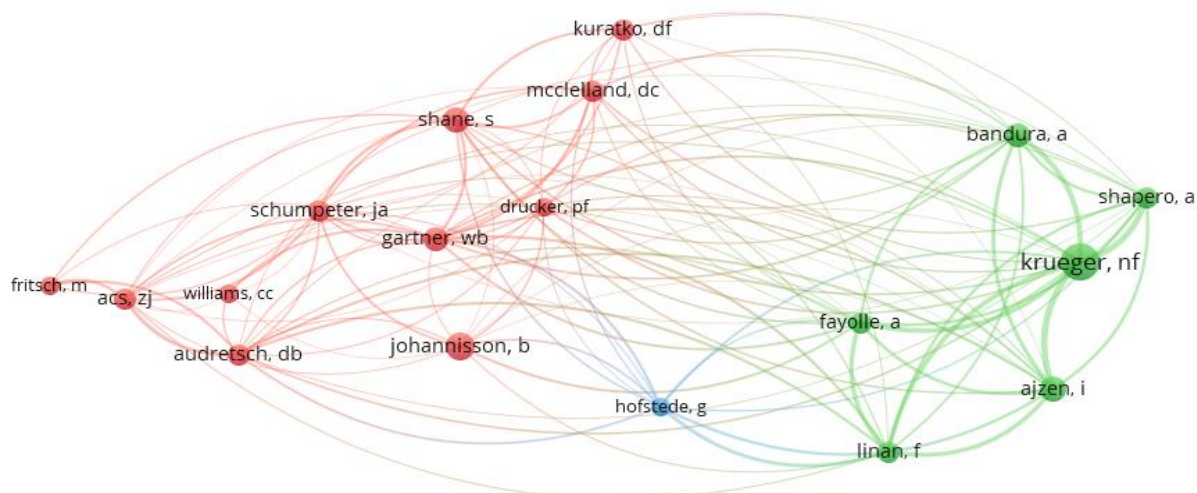 kuratko, df
mcclelland, dc
shane, s
bandura, a
shapero, a
schumpeter, ja
drucker, pf
gartner, wb
krueger, nf
fritsch, m
acs, zj
williams, cc
fayolle, a
audretsch, db
johannisson, b
ajzen, i
hofstede, g
linan, f